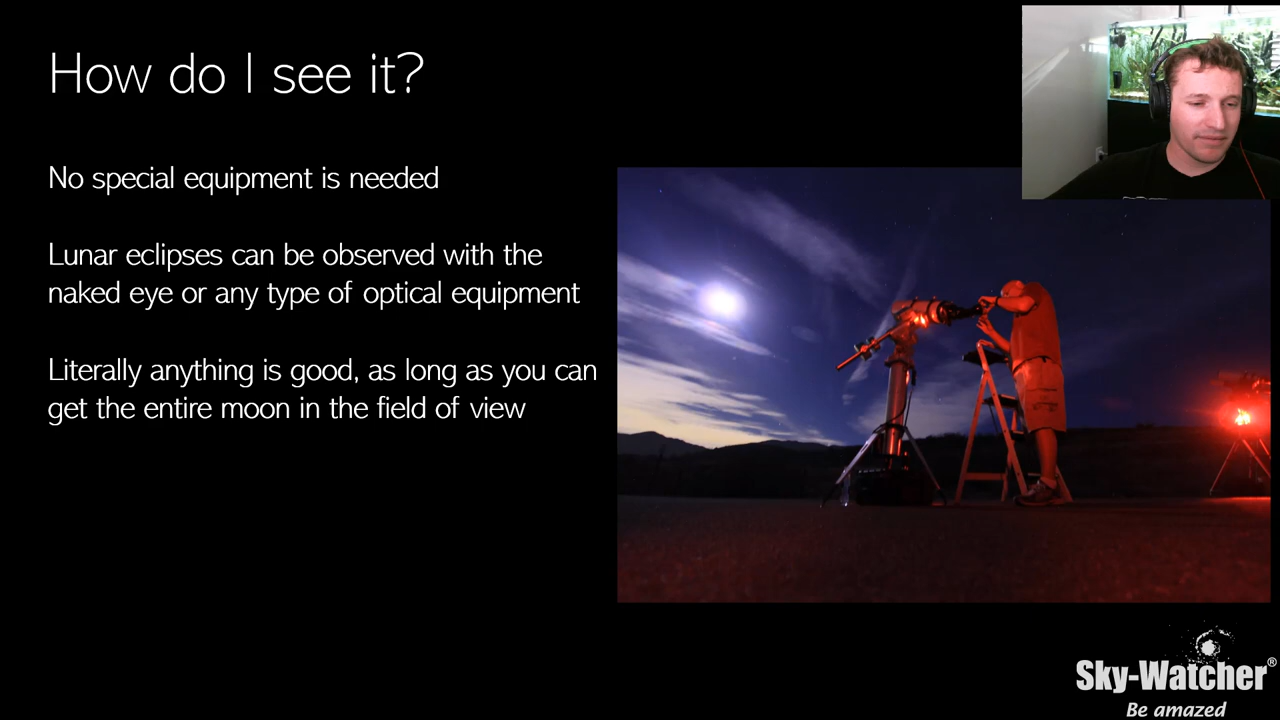 How do I see it?
No special equipment is needed
Lunar eclipses can be observed with the
naked eye or any type of optical equipment
Literally anything is good, as long as you can
get the entire moon in the field of view
Sky-Watcher®
Be amazed